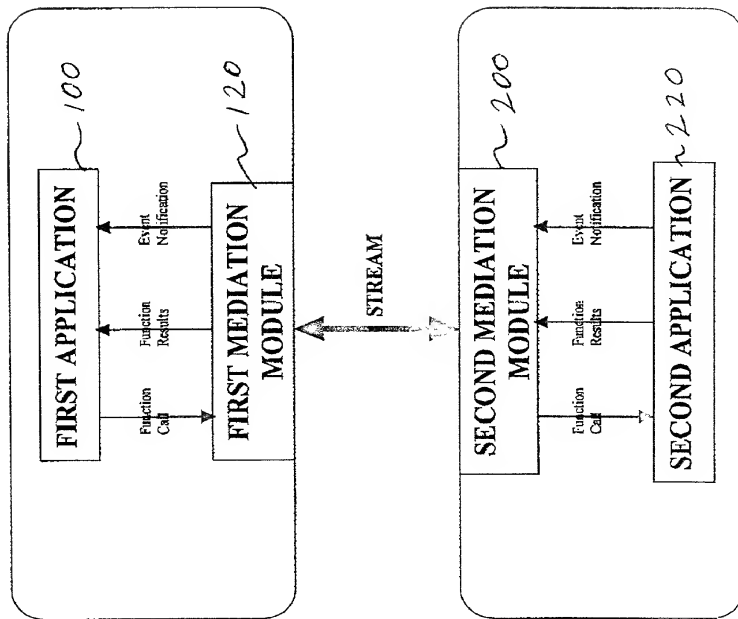 FIRST APPLICATION
100
Function
Call
Function
Results
Event
Notification
FIRST MEDIATION
MODULE
120
STREAM
SECOND MEDIATION
MODULE
200
Function
Call
Function
Results
Event
Notification
SECOND APPLICATION
220